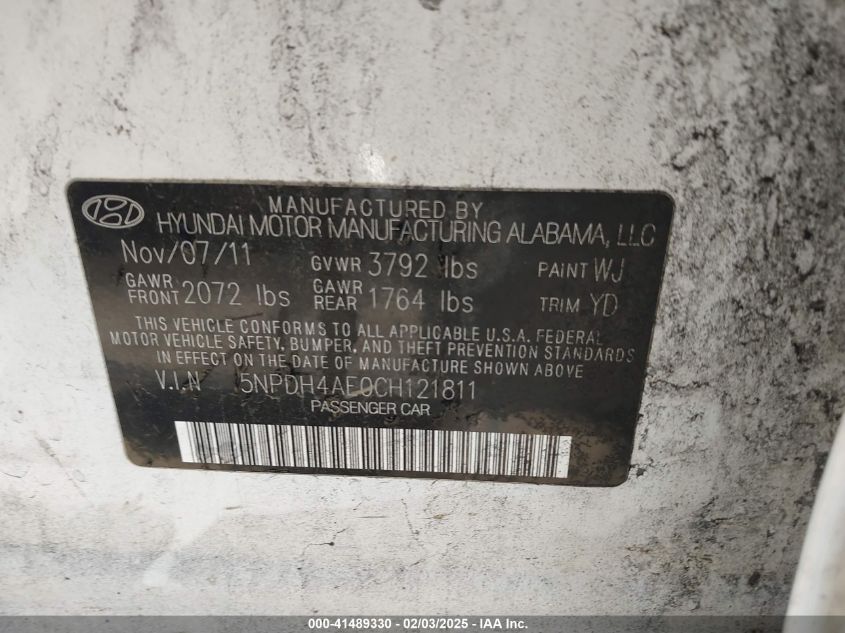 MANUFACTURED BY
HYUNDAI MOTOR MANUFACTURING ALABAMA, LLC
Nov/07/11 GVWR 3792 lbs PAINT WJ
GAWR FRONT 2072 lbs GAWR REAR 1764 lbs TRIM YD
THIS VEHICLE CONFORMS TO ALL APPLICABLE U.S.A. FEDERAL
MOTOR VEHICLE SAFETY, BUMPER, AND THEFT PREVENTION STANDARDS
IN EFFECT ON THE DATE OF MANUFACTURE SHOWN ABOVE.
V.I.N 5NPDH4AE0CH121811
PASSENGER CAR
000-41489330 - 02/03/2025 - IAA Inc.